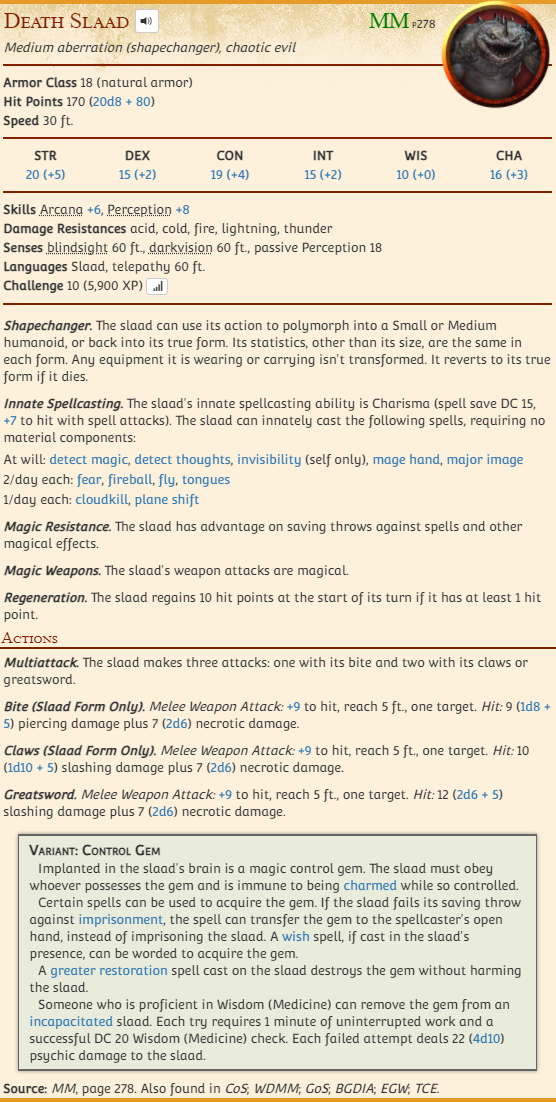 Death Slaad MM P278
Medium aberration (shapechanger), chaotic evil
Armor Class 18 (natural armor)
Hit Points 170 (20d8 + 80)
Speed 30 ft.
STR DEX CON INT WIS CHA
20 (+5) 15 (+2) 19 (+4) 15 (+2) 10 (+0) 16 (+3)
Skills Arcana +6, Perception +8
Damage Resistances acid, cold, fire, lightning, thunder
Senses blindsight 60 ft., darkvision 60 ft., passive Perception 18
Languages Slaad, telepathy 60 ft.
Challenge 10 (5,900 XP)
Shapechanger. The slaad can use its action to polymorph into a Small or Medium
humanoid, or back into its true form. Its statistics, other than its size, are the same in
each form. Any equipment it is wearing or carrying isn't transformed. It reverts to its true
form if it dies.
Innate Spellcasting. The slaad's innate spellcasting ability is Charisma (spell save DC 15,
+7 to hit with spell attacks). The slaad can innately cast the following spells, requiring no
material components:
At will: detect magic, detect thoughts, invisibility (self only), mage hand, major image
2/day each: fear, fireball, fly, tongues
1/day each: cloudkill, plane shift
Magic Resistance. The slaad has advantage on saving throws against spells and other
magical effects.
Magic Weapons. The slaad's weapon attacks are magical.
Regeneration. The slaad regains 10 hit points at the start of its turn if it has at least 1 hit
point.
Actions
Multiattack. The slaad makes three attacks: one with its bite and two with its claws or
greatsword.
Bite (Slaad Form Only). Melee Weapon Attack: +9 to hit, reach 5 ft., one target. Hit: 9 (1d8 +
5) piercing damage plus 7 (2d6) necrotic damage.
Claws (Slaad Form Only). Melee Weapon Attack: +9 to hit, reach 5 ft., one target. Hit: 10
(1d10 + 5) slashing damage plus 7 (2d6) necrotic damage.
Greatsword. Melee Weapon Attack: +9 to hit, reach 5 ft., one target. Hit: 12 (2d6 + 5)
slashing damage plus 7 (2d6) necrotic damage.
Variant: Control Gem
Implanted in the slaad's brain is a magic control gem. The slaad must obey
whoever possesses the gem and is immune to being charmed while so controlled.
Certain spells can be used to acquire the gem. If the slaad fails its saving throw
against imprisonment, the spell can transfer the gem to the spellcaster's open
hand, instead of imprisoning the slaad. A wish spell, if cast in the slaad's
presence, can be worded to acquire the gem.
A greater restoration spell cast on the slaad destroys the gem without harming
the slaad.
Someone who is proficient in Wisdom (Medicine) can remove the gem from an
incapacitated slaad. Each try requires 1 minute of uninterrupted work and a
successful DC 20 Wisdom (Medicine) check. Each failed attempt deals 22 (4d10)
psychic damage to the slaad.
Source: MM, page 278. Also found in CoS; WDMM; GoS; BGDIA; EGW; TCE.